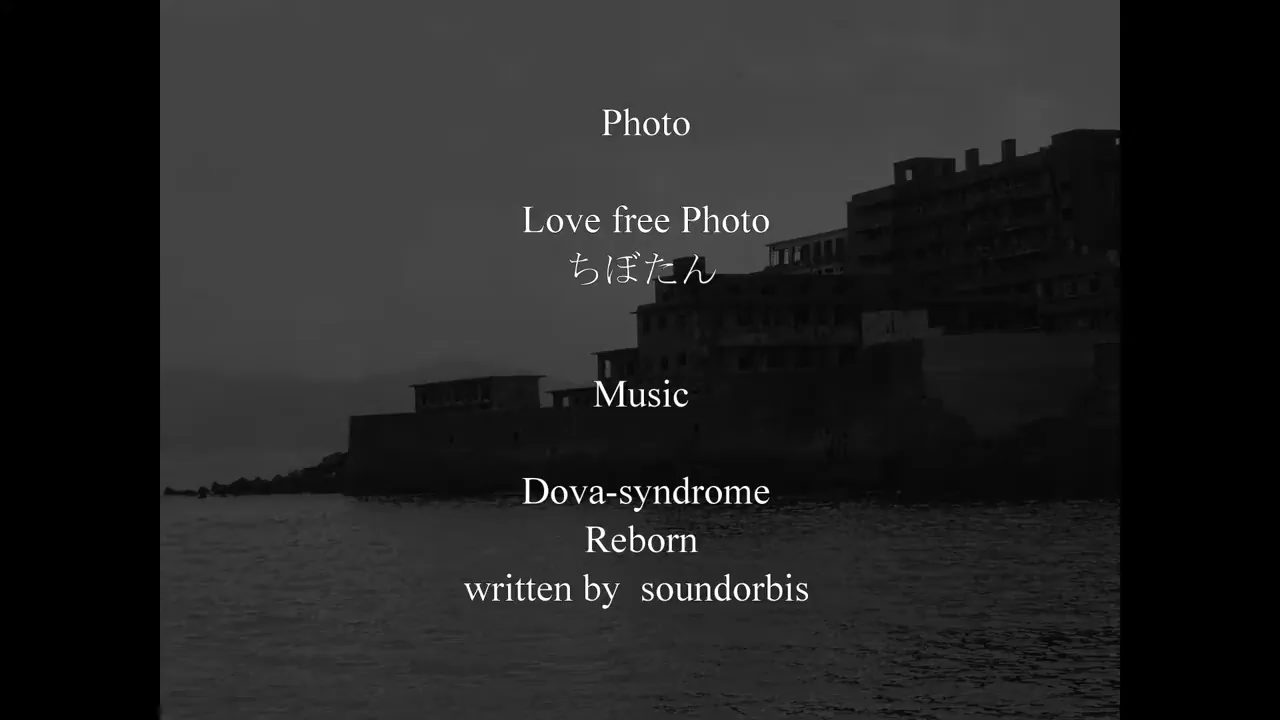 Photo
Love free Photo
ちぼたん
Music
Dova-syndrome
Reborn
written by  soundorbis